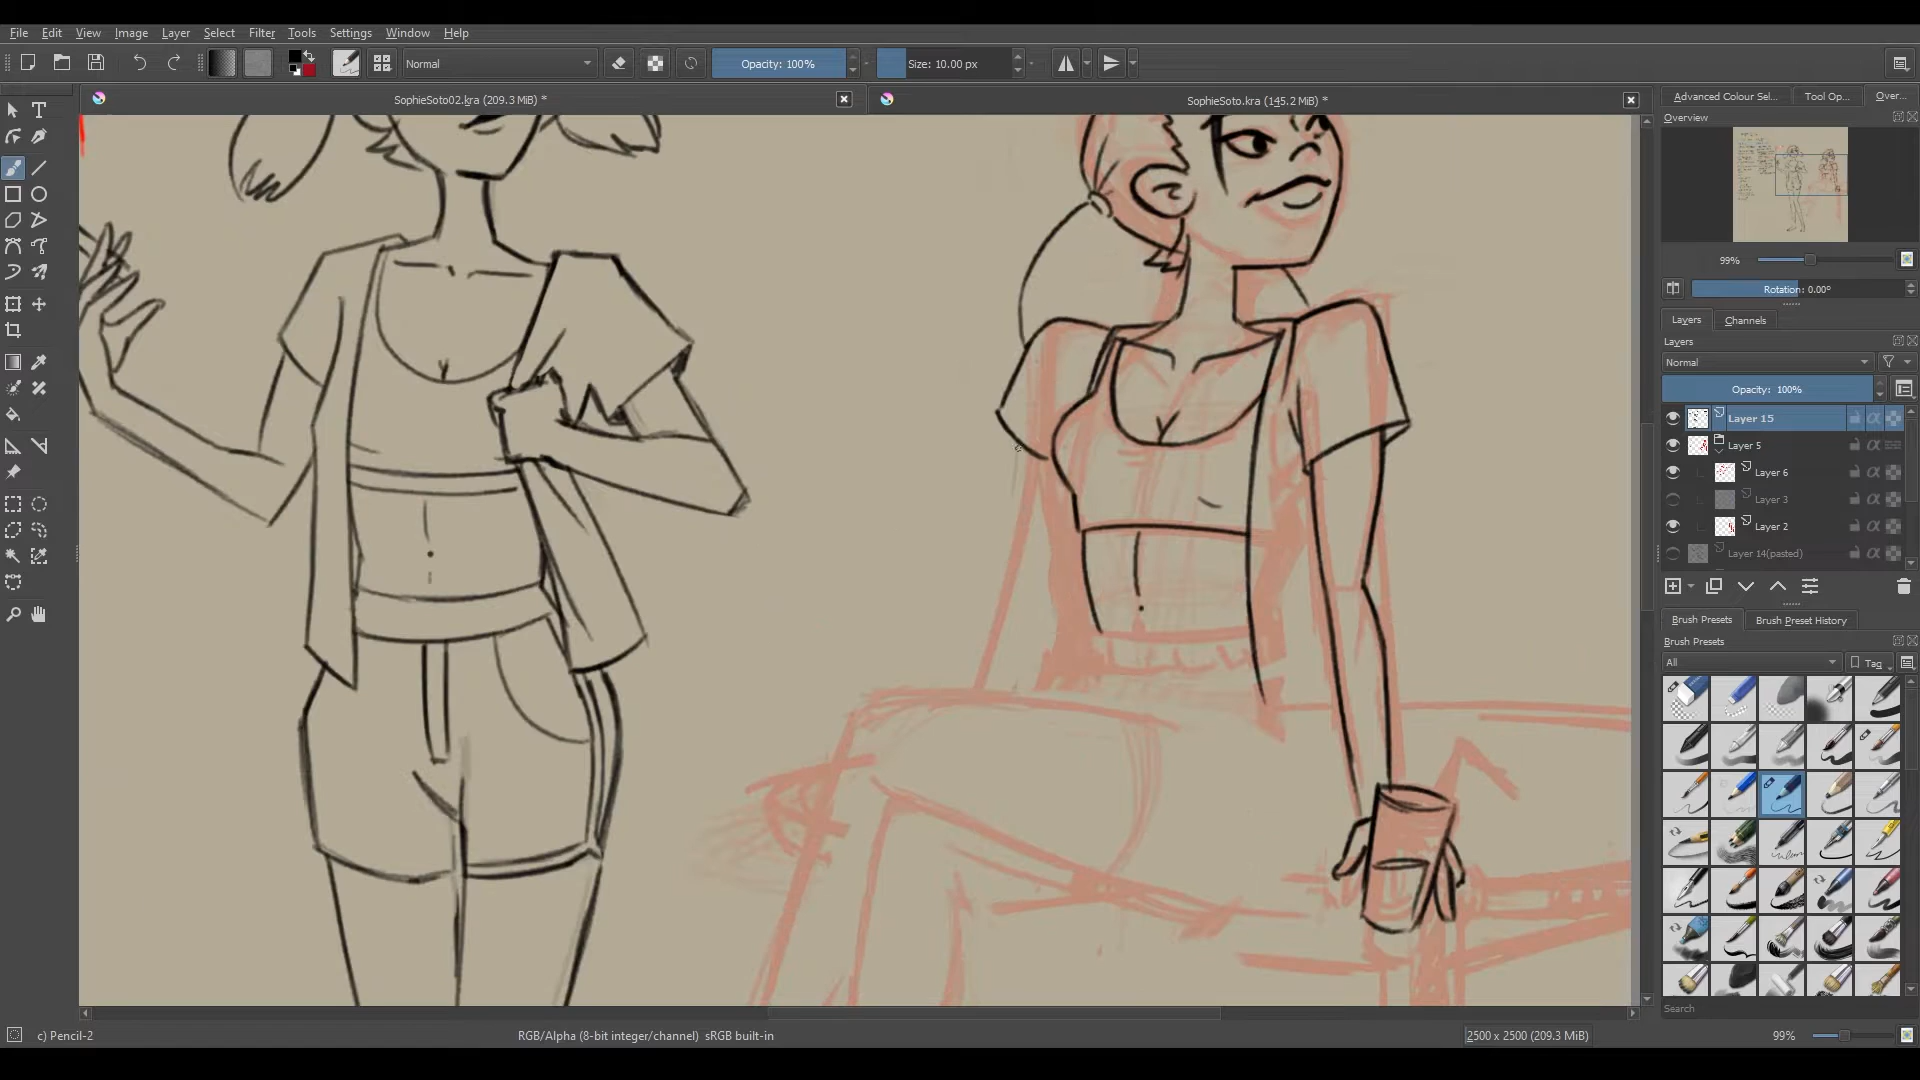 File Edit View Image Layer Select Filter Tools Settings Window Help
Normal Opacity: 100% Size: 10.00 px
SophieSoto02.kra (209.3 MiB) * SophieSoto.kra (145.2 MiB) *
Advanced Colour Sel... Tool Op... Over...
Overview
99%
Rotation: 0.00°
Layers Channels
Layers
Normal
Opacity: 100%
Layer 15
Layer 5
Layer 6
Layer 3
Layer 2
Layer 14(pasted)
Brush Presets Brush Preset History
Brush Presets
All Tag
Search
c) Pencil-2 RGB/Alpha (8-bit integer/channel) sRGB built-in 2500 x 2500 (209.3 MiB) 99%